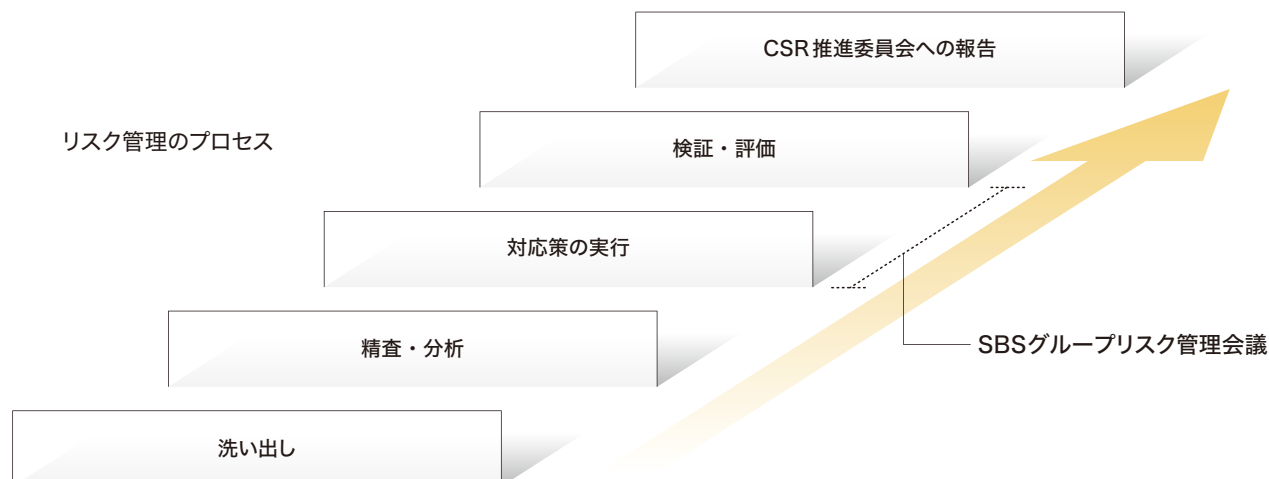 リスク管理のプロセス
CSR推進委員会への報告
検証・評価
対応策の実行
精査・分析
洗い出し
SBSグループリスク管理会議